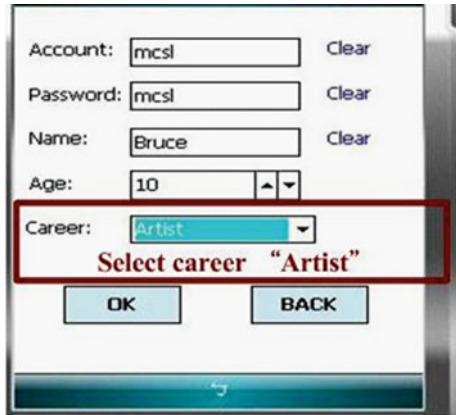 Account: mcsl Clear
Password: mcsl Clear
Name: Bruce Clear
Age: 10
Career: Artist
Select career “Artist”
OK BACK